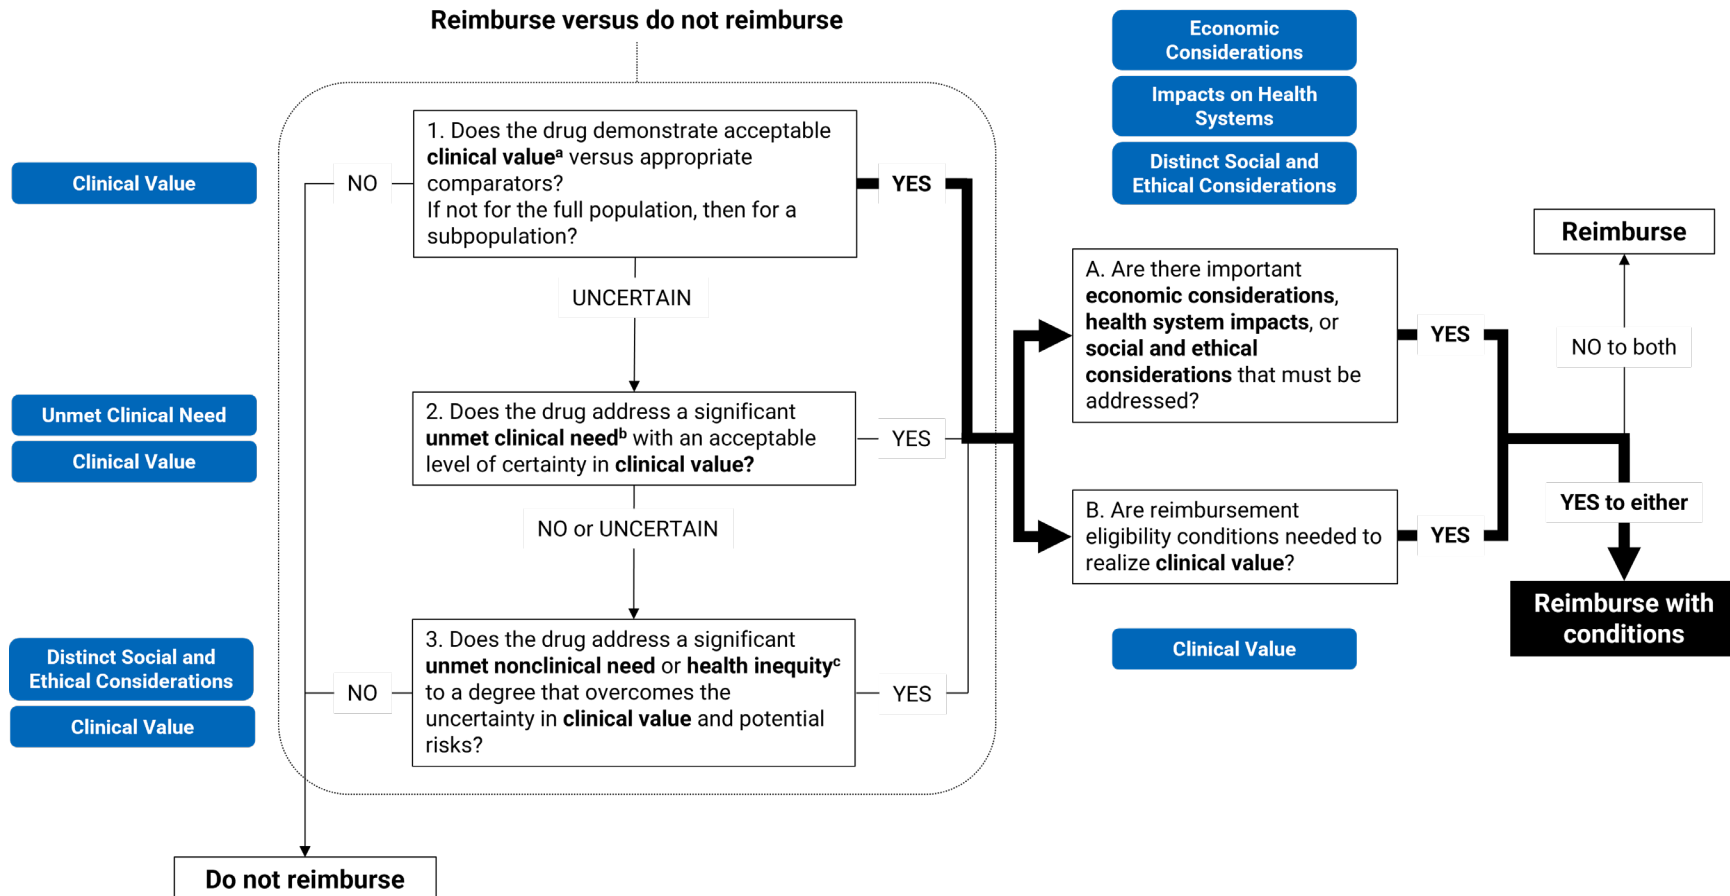 Reimburse versus do not reimburse
Clinical Value
NO
1. Does the drug demonstrate acceptable
clinical valueᵃ versus appropriate
comparators?
If not for the full population, then for a
subpopulation?
YES
UNCERTAIN
Unmet Clinical Need
Clinical Value
2. Does the drug address a significant
unmet clinical needᵇ with an acceptable
level of certainty in clinical value?
YES
NO or UNCERTAIN
Distinct Social and
Ethical Considerations
Clinical Value
NO
3. Does the drug address a significant
unmet nonclinical need or health inequityᶜ
to a degree that overcomes the
uncertainty in clinical value and potential
risks?
YES
Do not reimburse
Economic
Considerations
Impacts on Health
Systems
Distinct Social and
Ethical Considerations
A. Are there important
economic considerations,
health system impacts, or
social and ethical
considerations that must be
addressed?
YES
B. Are reimbursement
eligibility conditions needed to
realize clinical value?
YES
Clinical Value
Reimburse
NO to both
YES to either
Reimburse with
conditions